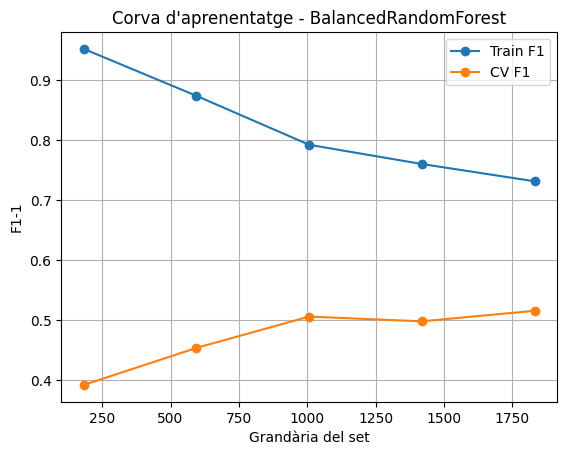 Corva d'aprenentatge - BalancedRandomForest
Train F1
CV F1
F1-1
0.9
0.8
0.7
0.6
0.5
0.4
250
500
750
1000
1250
1500
1750
Grandària del set